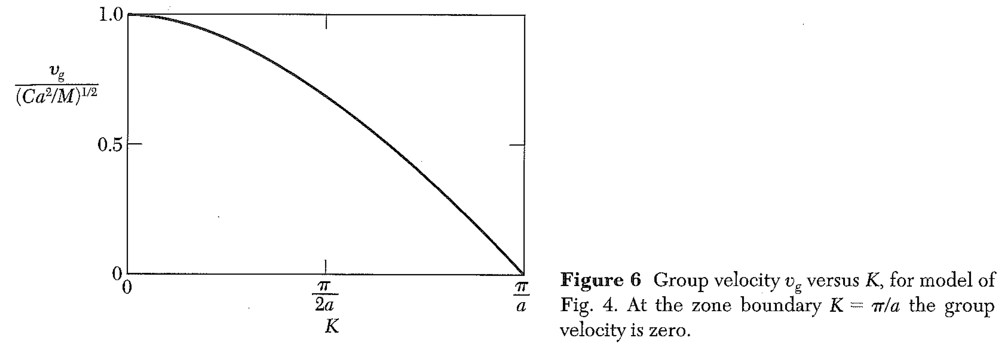 1.0
v_g
(Ca²/M)^1/2
0.5
0
0
π
2a
π
a
K
Figure 6 Group velocity v_g versus K, for model of
Fig. 4. At the zone boundary K = π/a the group
velocity is zero.